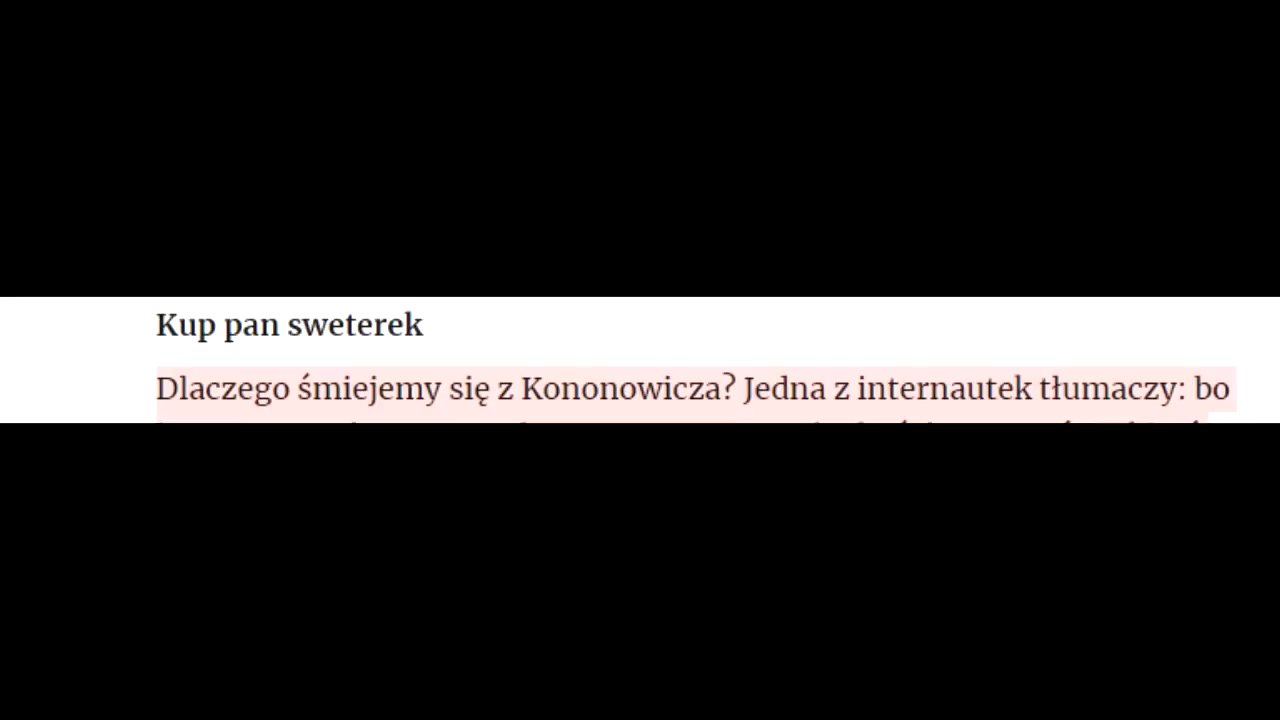 Kup pan sweterek
Dlaczego śmiejemy się z Kononowicza? Jedna z internautek tłumaczy: bo